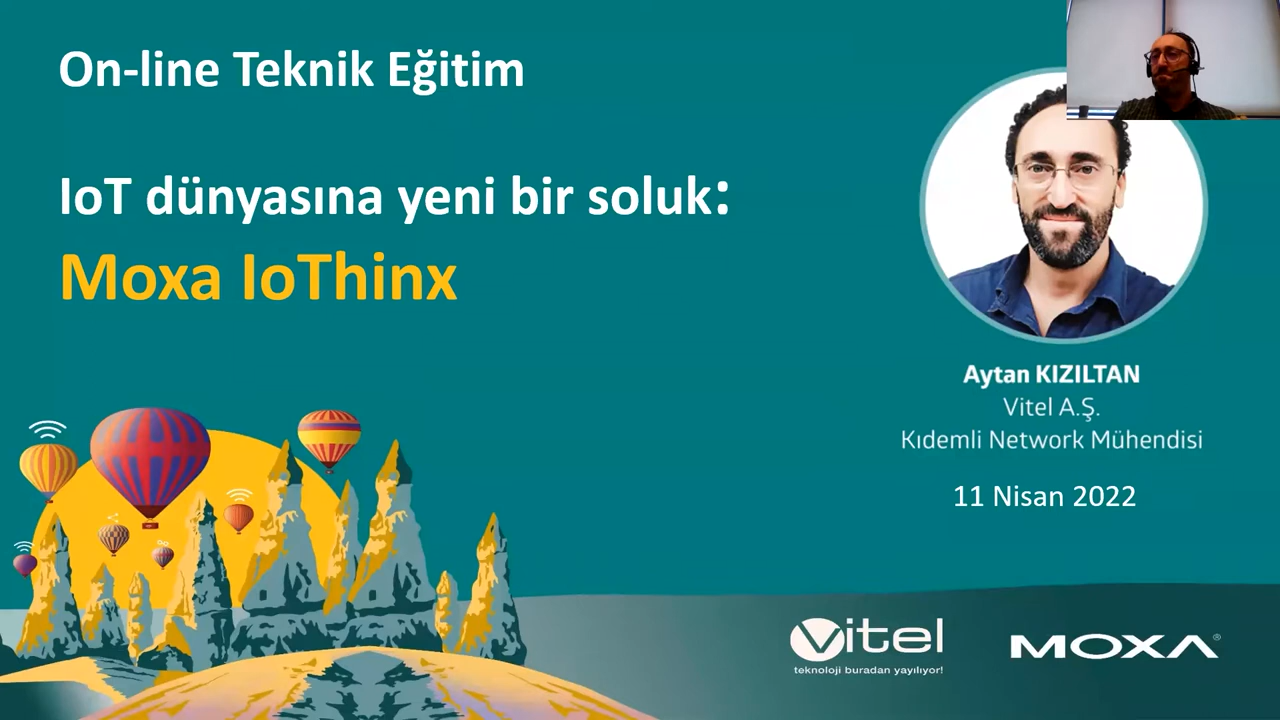 On-line Teknik Eğitim
IoT dünyasına yeni bir soluk:
Moxa IoThinx
Aytan KIZILTAN
Vitel A.Ş.
Kıdemli Network Mühendisi
11 Nisan 2022
vitel
teknoloji buradan yayılıyor!
MOXA®